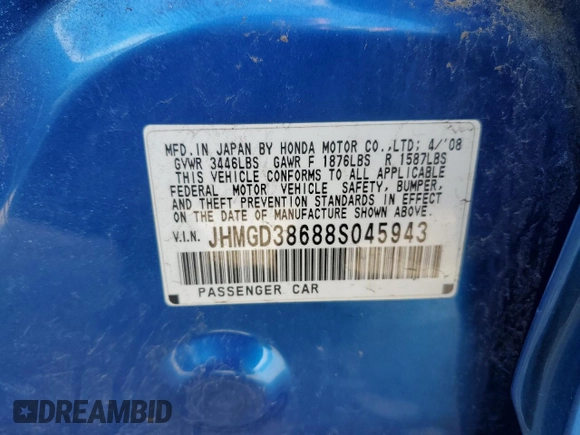 MFD. IN JAPAN BY HONDA MOTOR CO.,LTD; 4/'08
GVWR 3446LBS GAWR F 1876LBS R 1587LBS
THIS VEHICLE CONFORMS TO ALL APPLICABLE
FEDERAL MOTOR VEHICLE SAFETY, BUMPER,
AND THEFT PREVENTION STANDARDS IN EFFECT
ON THE DATE OF MANUFACTURE SHOWN ABOVE.
V.I.N. JHMGD38688S045943
PASSENGER CAR
DREAMBID